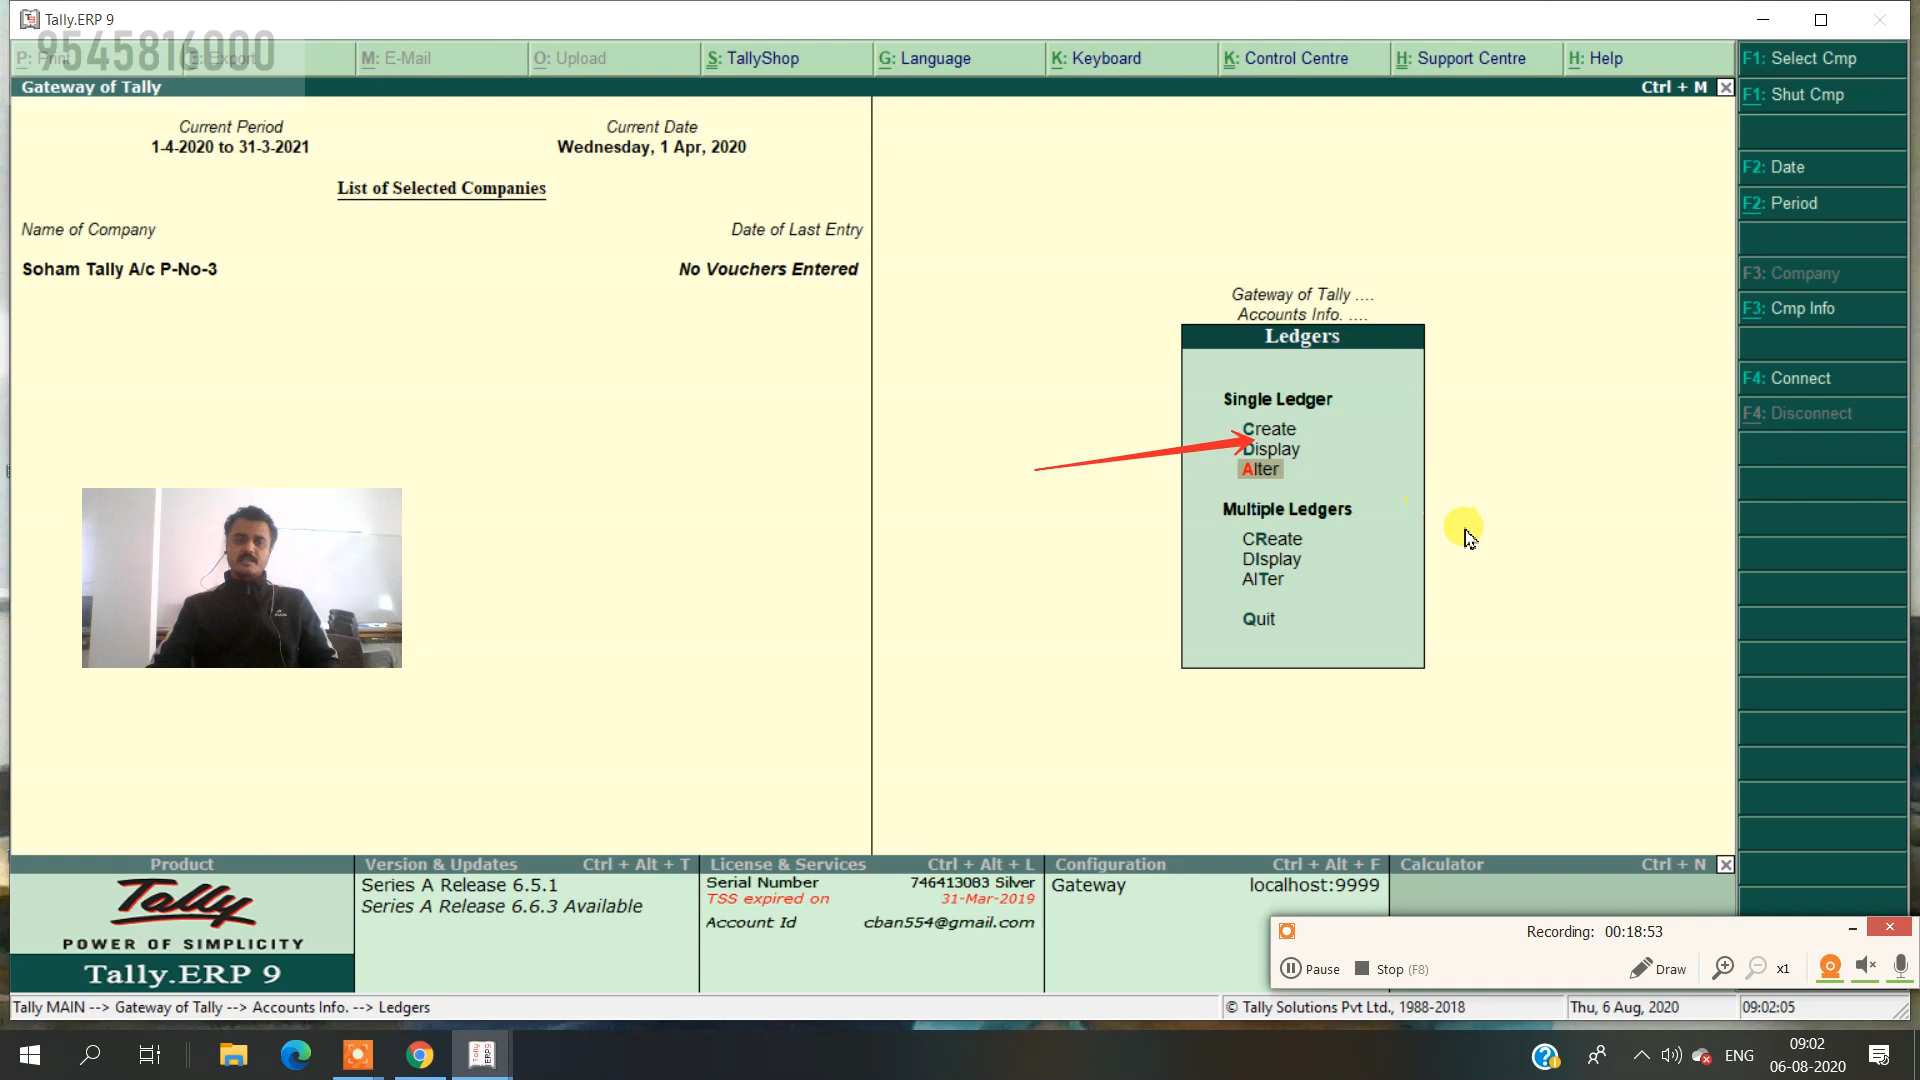 Tally.ERP 9
9545816000
P: Print
E: Export
M: E-Mail
O: Upload
S: TallyShop
G: Language
K: Keyboard
K: Control Centre
H: Support Centre
H: Help
Gateway of Tally
Ctrl + M
F1: Select Cmp
F1: Shut Cmp
F2: Date
F2: Period
F3: Company
F3: Cmp Info
F4: Connect
F4: Disconnect
Current Period
1-4-2020 to 31-3-2021
Current Date
Wednesday, 1 Apr, 2020
List of Selected Companies
Name of Company
Date of Last Entry
Soham Tally A/c P-No-3
No Vouchers Entered
Gateway of Tally ....
Accounts Info. ....
Ledgers
Single Ledger
Create
Display
Alter
Multiple Ledgers
CReate
DIsplay
AlTer
Quit
Product
Tally
POWER OF SIMPLICITY
Tally.ERP 9
Version & Updates
Ctrl + Alt + T
Series A Release 6.5.1
Series A Release 6.6.3 Available
License & Services
Ctrl + Alt + L
Serial Number
746413083 Silver
TSS expired on
31-Mar-2019
Account Id
cban554@gmail.com
Configuration
Ctrl + Alt + F
Gateway
localhost:9999
Calculator
Ctrl + N
Recording: 00:18:53
Pause
Stop (F8)
Draw
x1
Tally MAIN --> Gateway of Tally --> Accounts Info. --> Ledgers
© Tally Solutions Pvt Ltd., 1988-2018
Thu, 6 Aug, 2020
09:02:05
ENG
09:02
06-08-2020